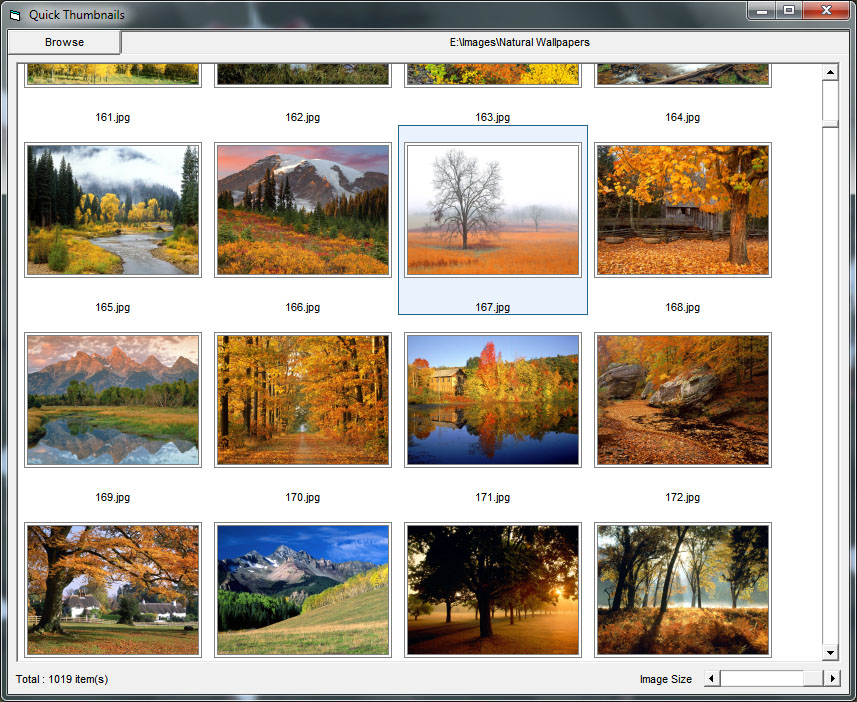 Quick Thumbnails
Browse
E:\Images\Natural Wallpapers
161.jpg 162.jpg 163.jpg 164.jpg
165.jpg 166.jpg 167.jpg 168.jpg
169.jpg 170.jpg 171.jpg 172.jpg
Total : 1019 item(s)
Image Size